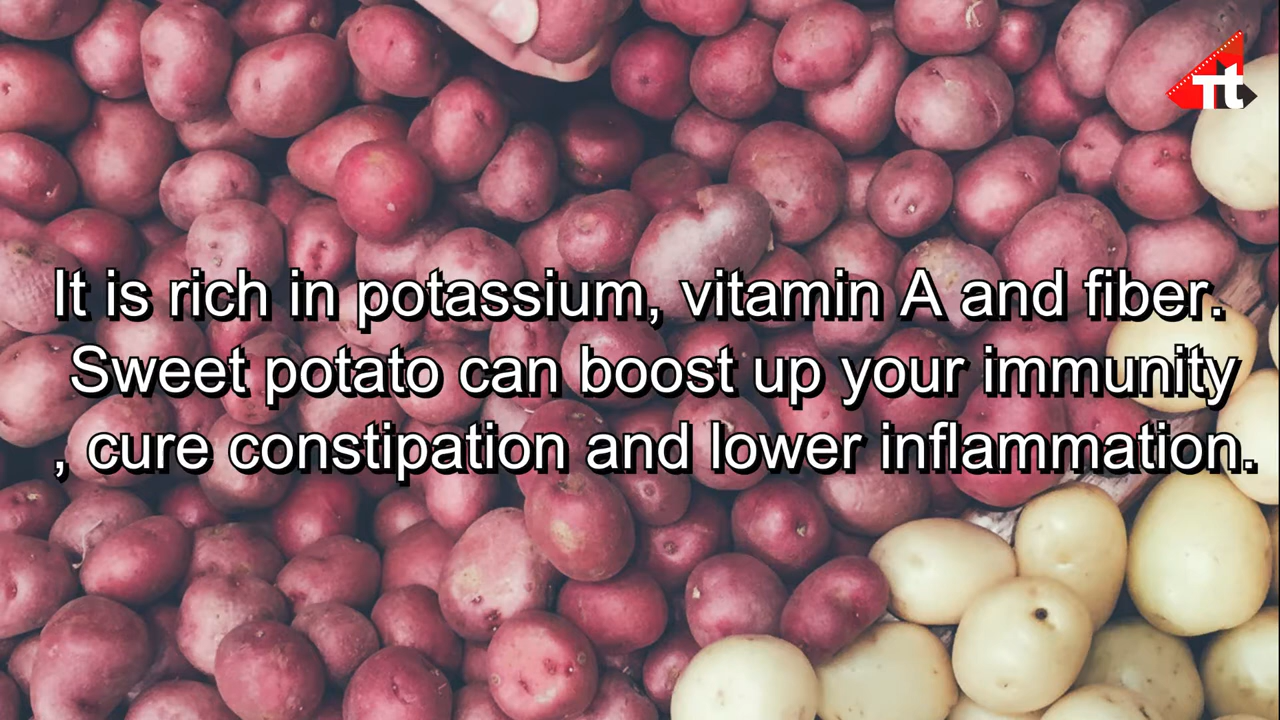 It is rich in potassium, vitamin A and fiber.
Sweet potato can boost up your immunity
, cure constipation and lower inflammation.
tt